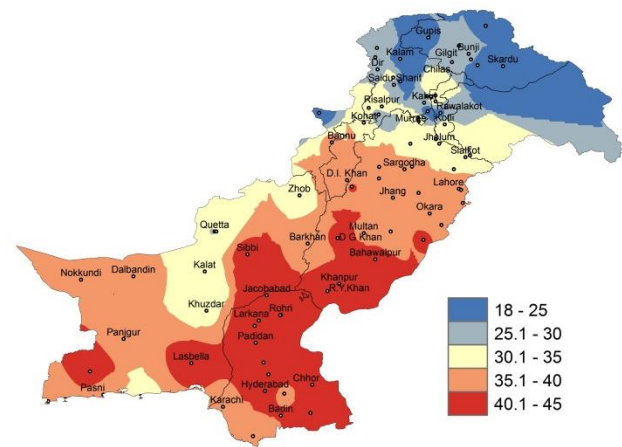 Gupis
Kalam
Gilgit
Bunji
Skardu
Dir
Chilas
Saidu Sharif
Risalpur
Kakul
Rawalakot
Kohat
Murree
Kotli
Bannu
Jhelum
Sialkot
Sargodha
D.I. Khan
Lahore
Zhob
Jhang
Okara
Quetta
Multan
Barkhan
D.G.Khan
Sibbi
Bahawalpur
Nokkundi
Dalbandin
Kalat
Khanpur
R.Y.Khan
Jacobabad
Khuzdar
Larkana
Rohri
Panjgur
Padidan
Lasbella
Pasni
Hyderabad
Chhor
Karachi
Badin
18 - 25
25.1 - 30
30.1 - 35
35.1 - 40
40.1 - 45